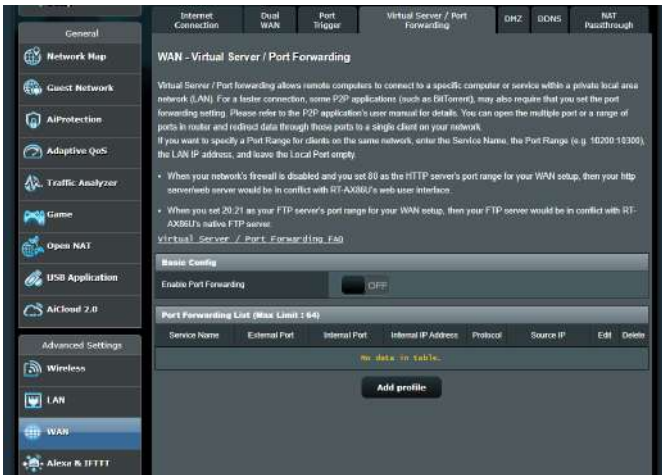 General
Network Map
Guest Network
AiProtection
Adaptive QoS
Traffic Analyzer
Game
Open NAT
USB Application
AiCloud 2.0
Advanced Settings
Wireless
LAN
WAN
Alexa & IFTTT
Internet Connection
Dual WAN
Port Trigger
Virtual Server / Port Forwarding
DMZ
DDNS
NAT Passthrough
WAN - Virtual Server / Port Forwarding
Virtual Server / Port forwarding allows remote computers to connect to a specific computer or service within a private local area
network (LAN). For a faster connection, some P2P applications (such as BitTorrent), may also require that you set the port
forwarding setting. Please refer to the P2P application's user manual for details. You can open the multiple port or a range of
ports in router and redirect data through those ports to a single client on your network.
If you want to specify a Port Range for clients on the same network, enter the Service Name, the Port Range (e.g. 10200:10300),
the LAN IP address, and leave the Local Port empty.
• When your network's firewall is disabled and you set 80 as the HTTP server's port range for your WAN setup, then your http
server/web server would be in conflict with RT-AX86U's web user interface.
• When you set 20:21 as your FTP server's port range for your WAN setup, then your FTP server would be in conflict with RT-
AX86U's native FTP server.
Virtual Server / Port Forwarding FAQ
Basic Config
Enable Port Forwarding
OFF
Port Forwarding List (Max Limit : 64)
Service Name External Port Internal Port Internal IP Address Protocol Source IP Edit Delete
No data in table.
Add profile